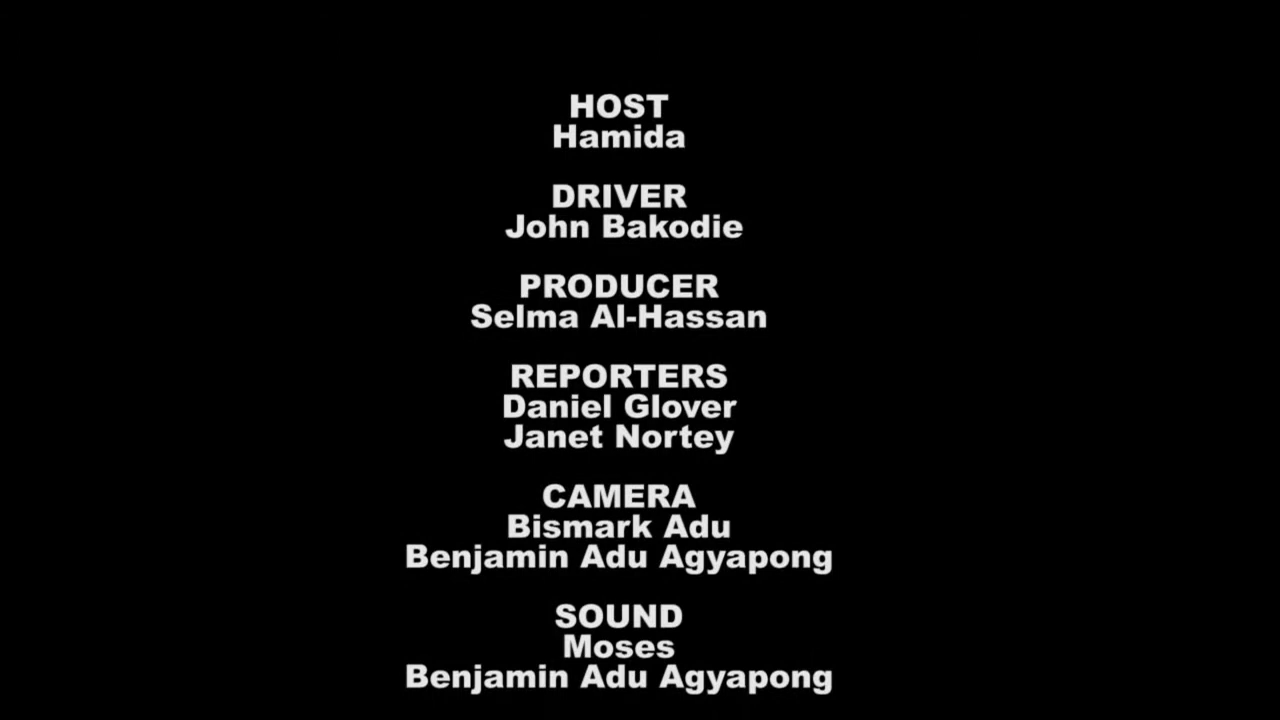 HOST
Hamida
DRIVER
John Bakodie
PRODUCER
Selma Al-Hassan
REPORTERS
Daniel Glover
Janet Nortey
CAMERA
Bismark Adu
Benjamin Adu Agyapong
SOUND
Moses
Benjamin Adu Agyapong